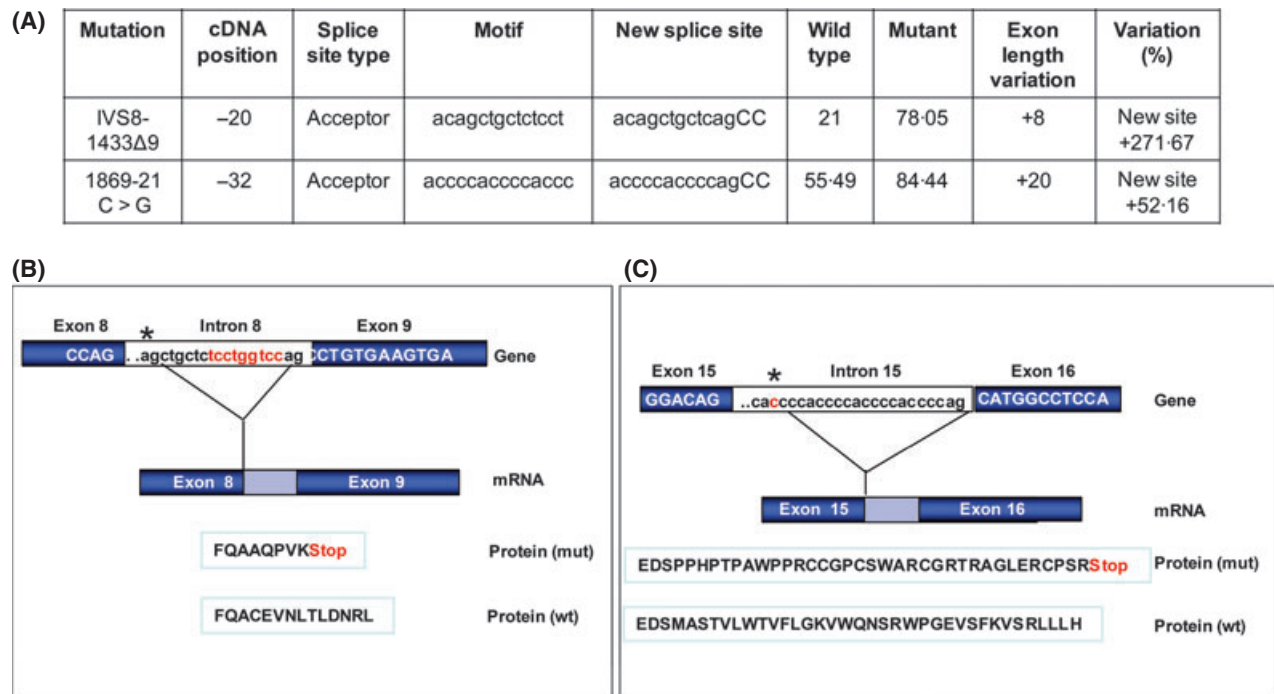 (A)
Mutation cDNA position Splice site type Motif New splice site Wild type Mutant Exon length variation Variation (%)
IVS8-1433Δ9 –20 Acceptor acagctgctctcct acagctgctcagCC 21 78·05 +8 New site +271·67
1869-21 C > G –32 Acceptor accccaccccaccc accccaccccagCC 55·49 84·44 +20 New site +52·16
(B)
Exon 8 * Intron 8 Exon 9
CCAG ..agctgctctcctggtccag CCTGTGAAGTGA Gene
Exon 8 Exon 9 mRNA
FQAAQPVKStop Protein (mut)
FQACEVNLTLDNRL Protein (wt)
(C)
Exon 15 * Intron 15 Exon 16
GGACAG ..caccccaccccaccccaccccag CATGGCCTCCA Gene
Exon 15 Exon 16 mRNA
EDSPPHPTPAWPPRCCGPCSWARCGRTRAGLERCPSRStop Protein (mut)
EDSMASTVLWTVFLGKVWQNSRWPGEVSFKVSRLLLH Protein (wt)